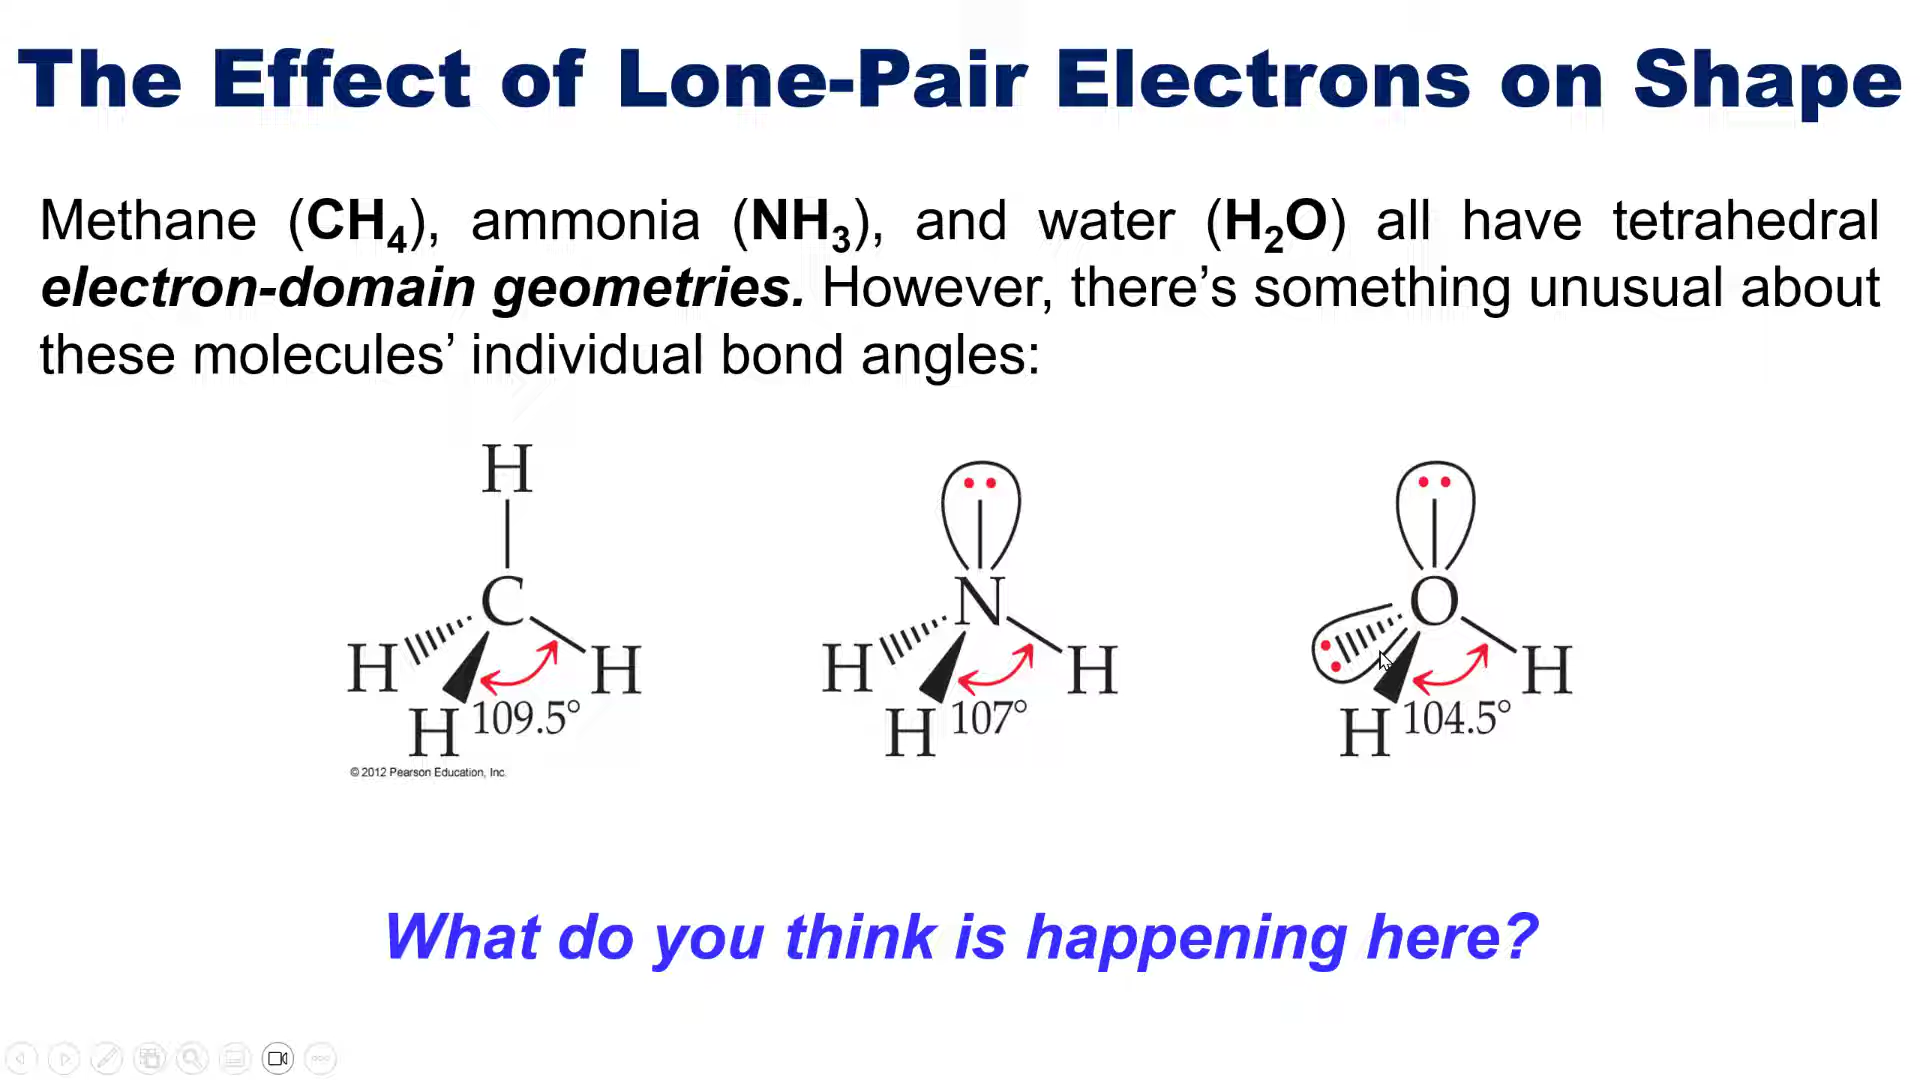 The Effect of Lone-Pair Electrons on Shape
Methane (CH₄), ammonia (NH₃), and water (H₂O) all have tetrahedral
electron-domain geometries. However, there’s something unusual about
these molecules’ individual bond angles:
H
C
H
H
H
109.5°
N
H
H
H
107°
O
H
H
104.5°
© 2012 Pearson Education, Inc.
What do you think is happening here?